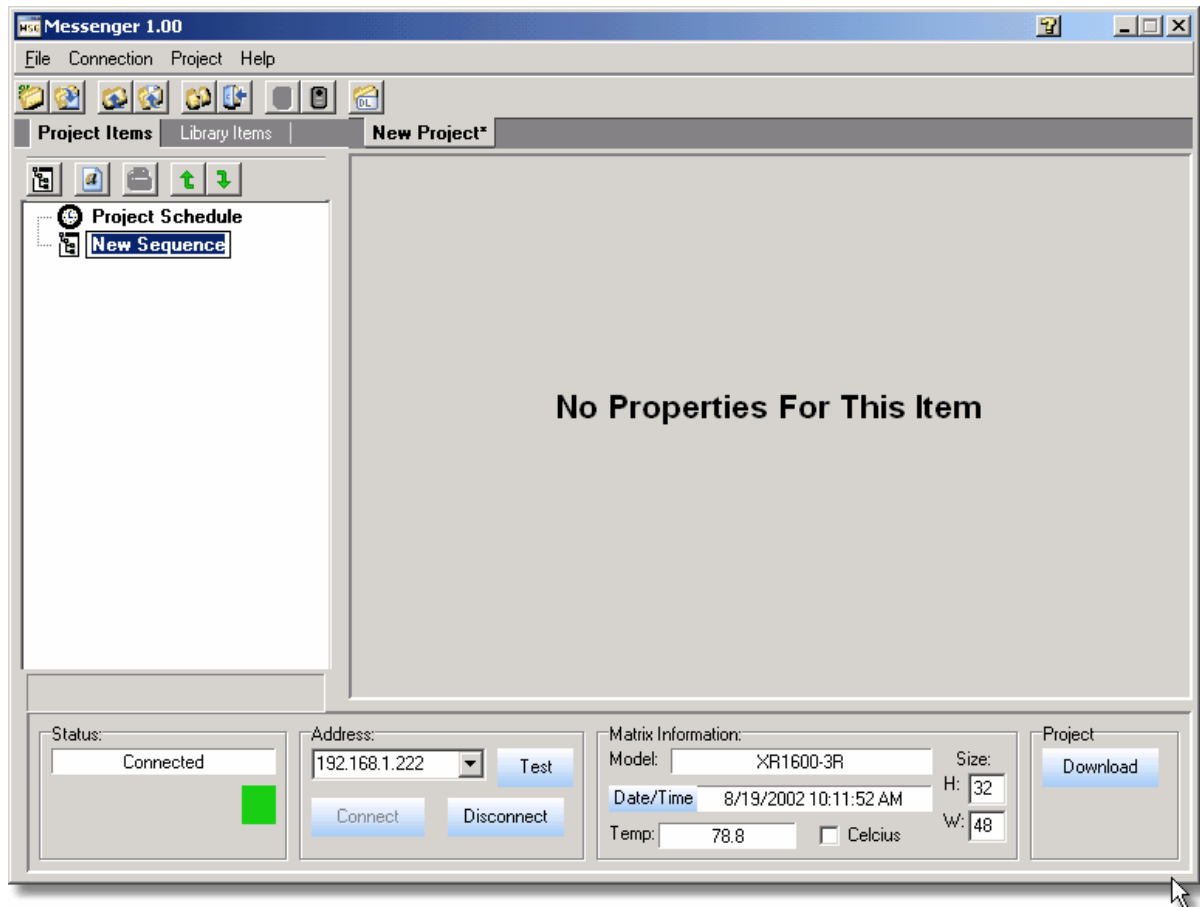 MSG Messenger 1.00
File Connection Project Help
DL
Project Items Library Items New Project*
Project Schedule
New Sequence
No Properties For This Item
Status: Address: Matrix Information: Project
Connected 192.168.1.222 Test Model: XR1600-3R Size: Download
H: 32
Date/Time 8/19/2002 10:11:52 AM
Connect Disconnect
W: 48
Temp: 78.8 Celcius